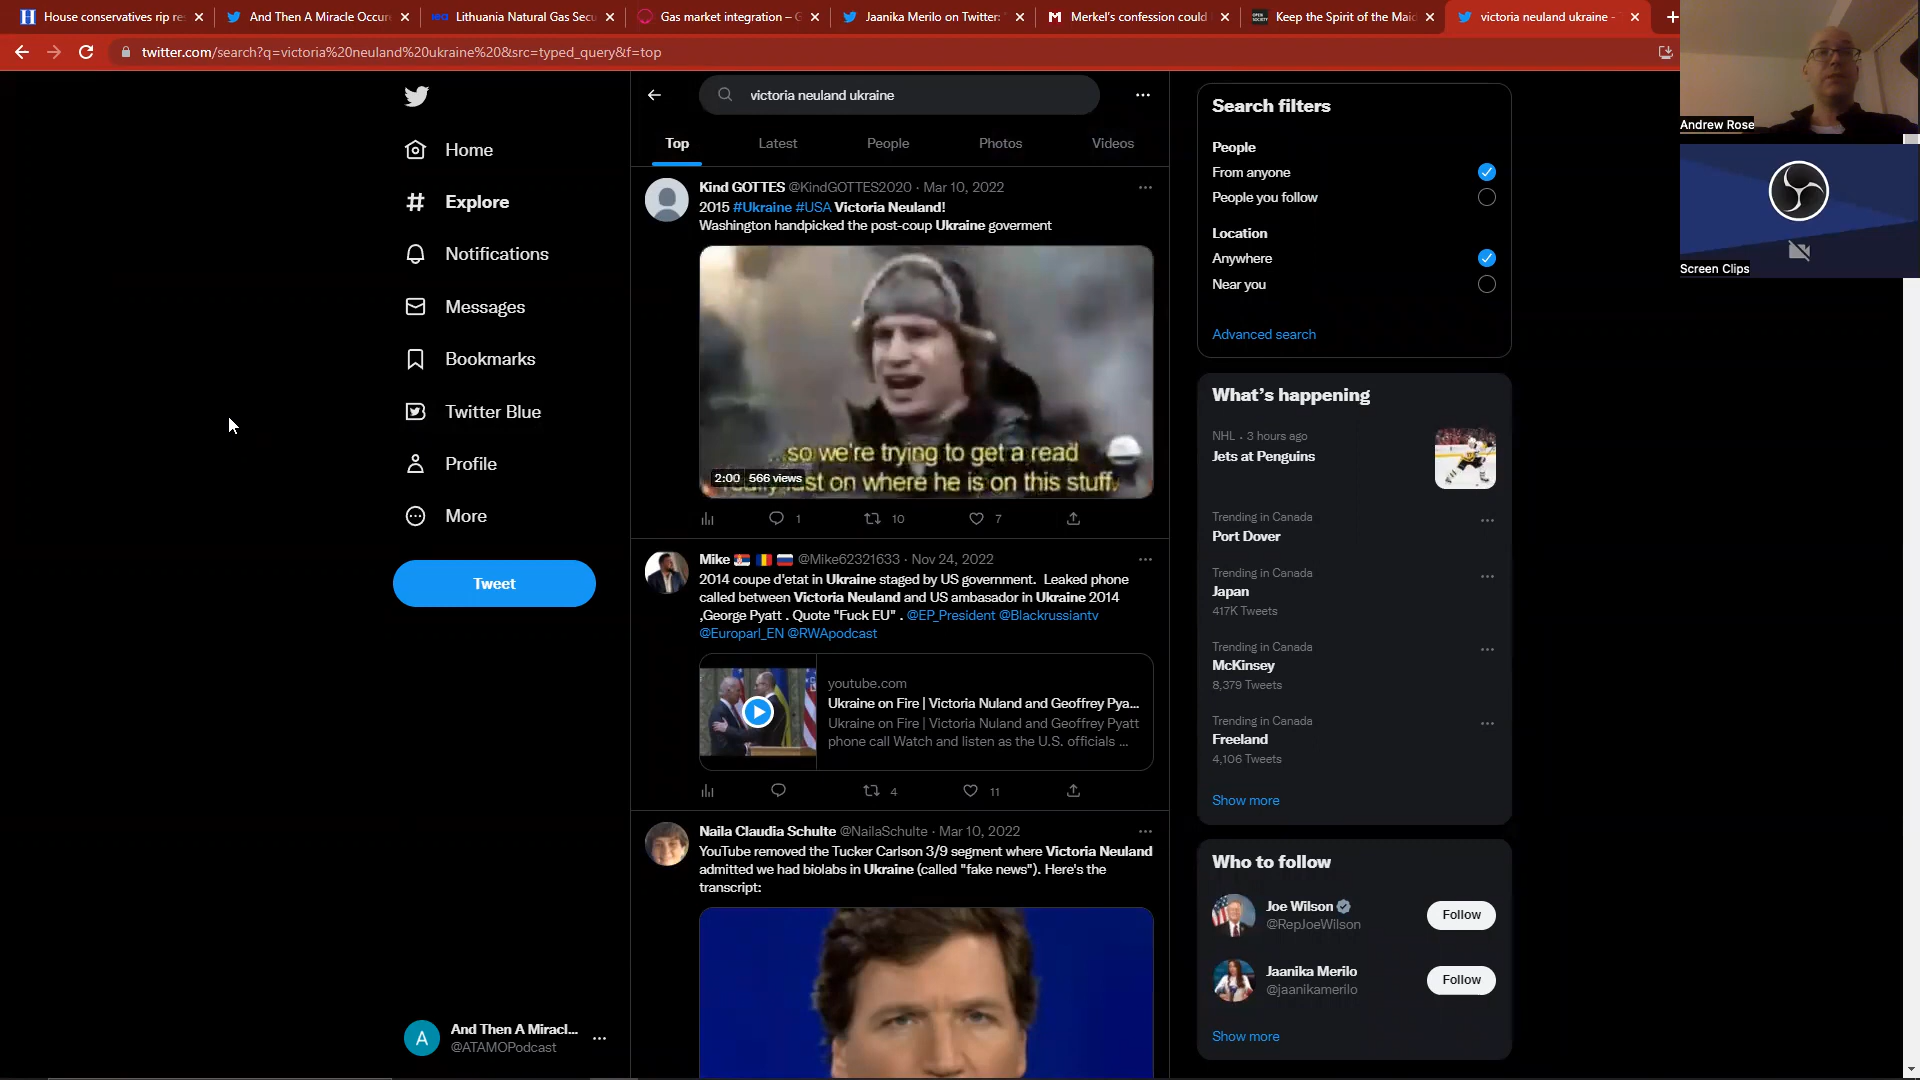 House conservatives rip re
And Then A Miracle Occur
Lithuania Natural Gas Secu
Gas market integration – G
Jaanika Merilo on Twitter: "
Merkel's confession could
Keep the Spirit of the Maid
victoria neuland ukraine -
twitter.com/search?q=victoria%20neuland%20ukraine%20&src=typed_query&f=top
victoria neuland ukraine
Top
Latest
People
Photos
Videos
Home
Explore
Notifications
Messages
Bookmarks
Twitter Blue
Profile
More
Tweet
And Then A Miracl...
@ATAMOPodcast
Kind GOTTES @KindGOTTES2020 · Mar 10, 2022
2015 #Ukraine #USA Victoria Neuland!
Washington handpicked the post-coup Ukraine goverment
...so we're trying to get a read
really fast on where he is on this stuff.
2:00 566 views
1
10
7
Mike @Mike62321633 · Nov 24, 2022
2014 coupe d'etat in Ukraine staged by US government. Leaked phone
called between Victoria Neuland and US ambasador in Ukraine 2014
,George Pyatt . Quote "Fuck EU" . @EP_President @Blackrussiantv
@Europarl_EN @RWApodcast
youtube.com
Ukraine on Fire | Victoria Nuland and Geoffrey Pya...
Ukraine on Fire | Victoria Nuland and Geoffrey Pyatt
phone call Watch and listen as the U.S. officials ...
4
11
Naila Claudia Schulte @NailaSchulte · Mar 10, 2022
YouTube removed the Tucker Carlson 3/9 segment where Victoria Neuland
admitted we had biolabs in Ukraine (called "fake news"). Here's the
transcript:
Search filters
People
From anyone
People you follow
Location
Anywhere
Near you
Advanced search
What's happening
NHL · 3 hours ago
Jets at Penguins
Trending in Canada
Port Dover
Trending in Canada
Japan
417K Tweets
Trending in Canada
McKinsey
8,379 Tweets
Trending in Canada
Freeland
4,106 Tweets
Show more
Who to follow
Joe Wilson
@RepJoeWilson
Follow
Jaanika Merilo
@jaanikamerilo
Follow
Show more
Andrew Rose
Screen Clips